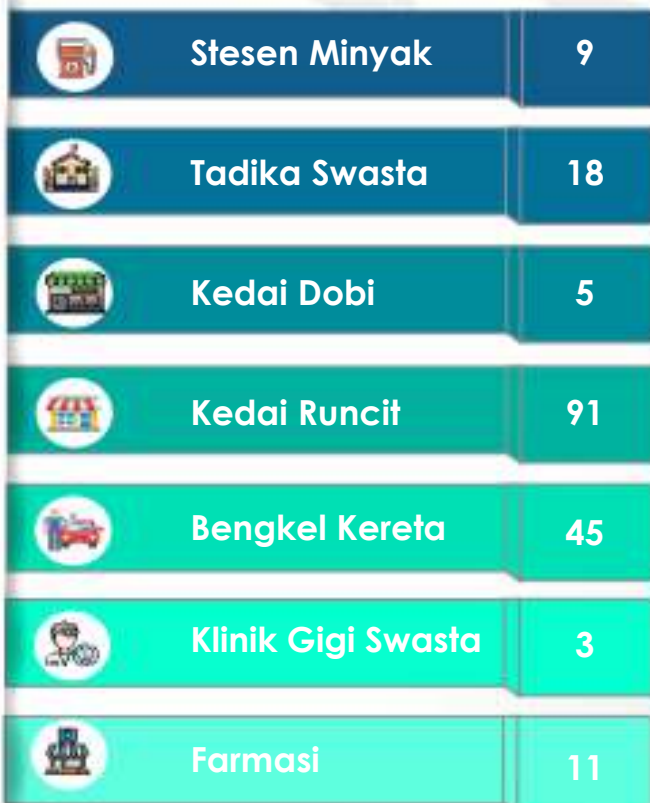 Stesen Minyak 9
Tadika Swasta 18
Kedai Dobi 5
Kedai Runcit 91
Bengkel Kereta 45
Klinik Gigi Swasta 3
Farmasi 11